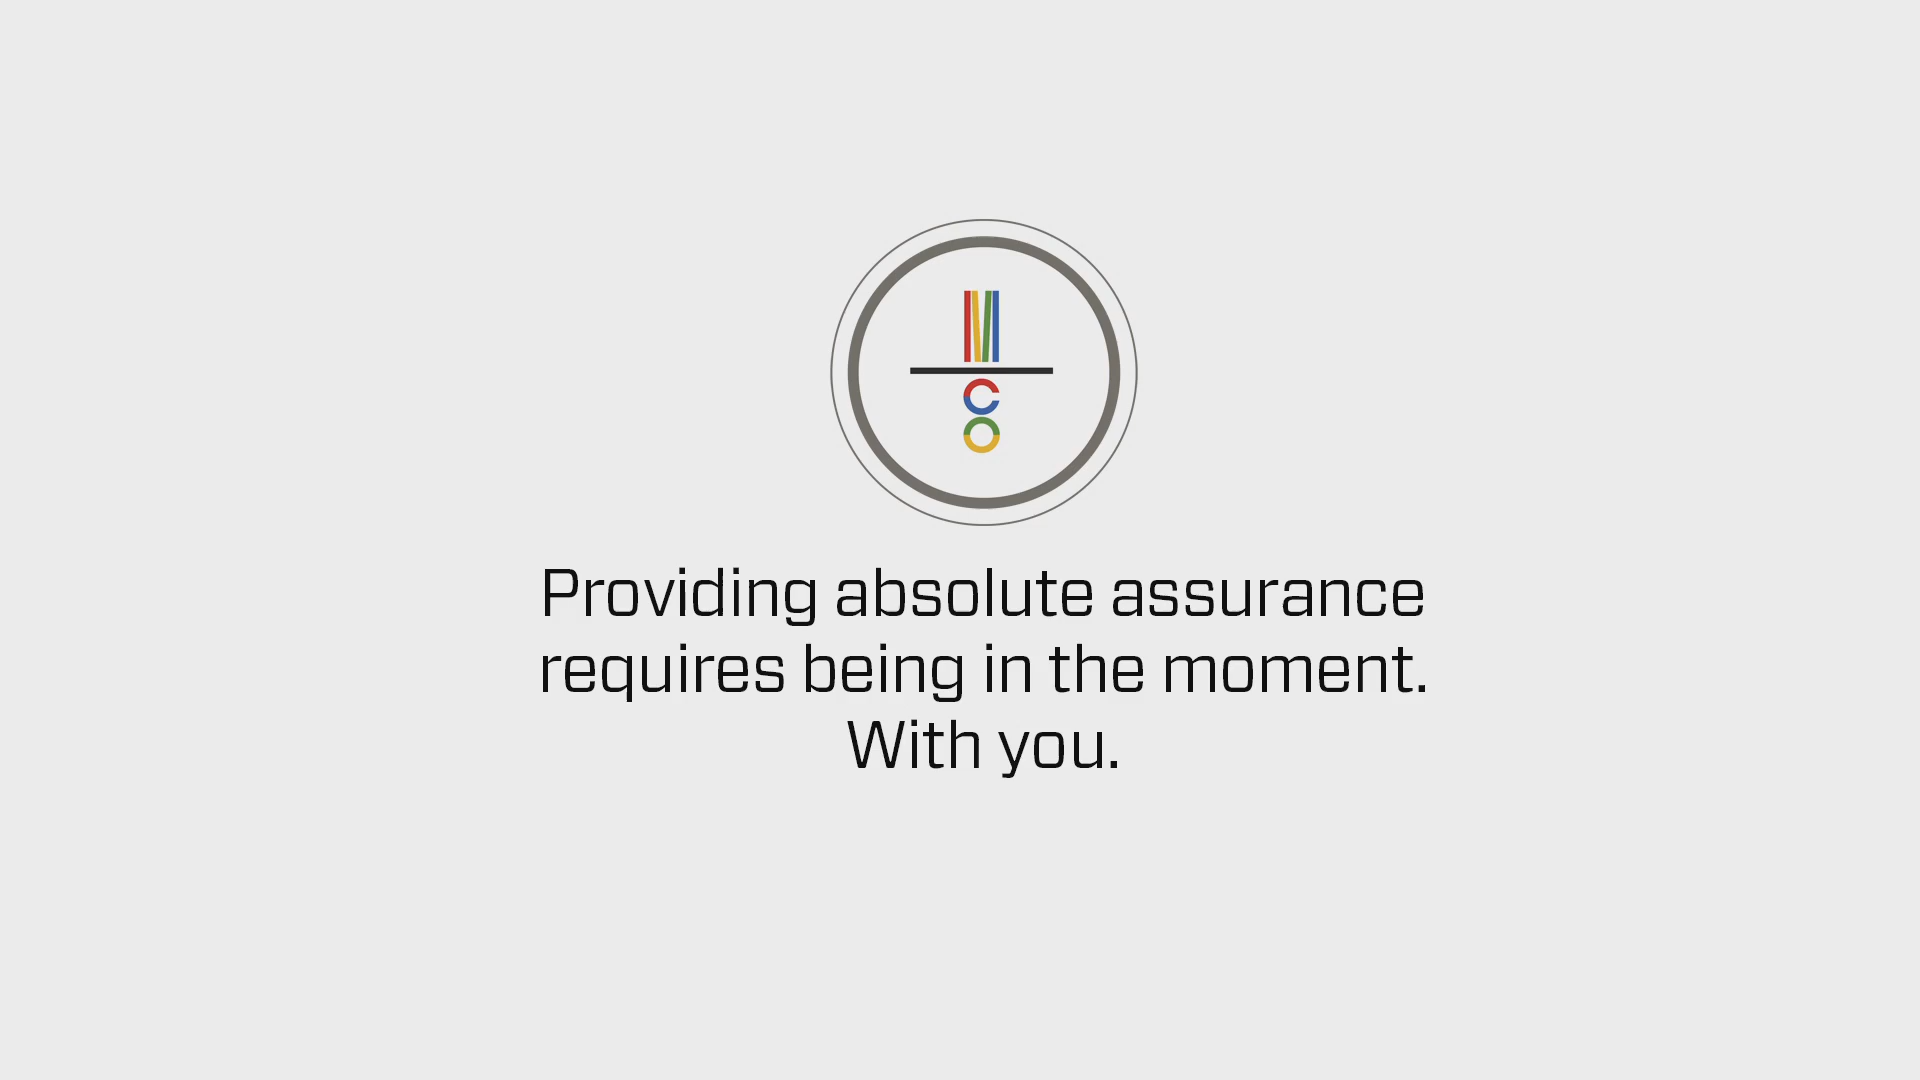 Providing absolute assurance
requires being in the moment.
With you.